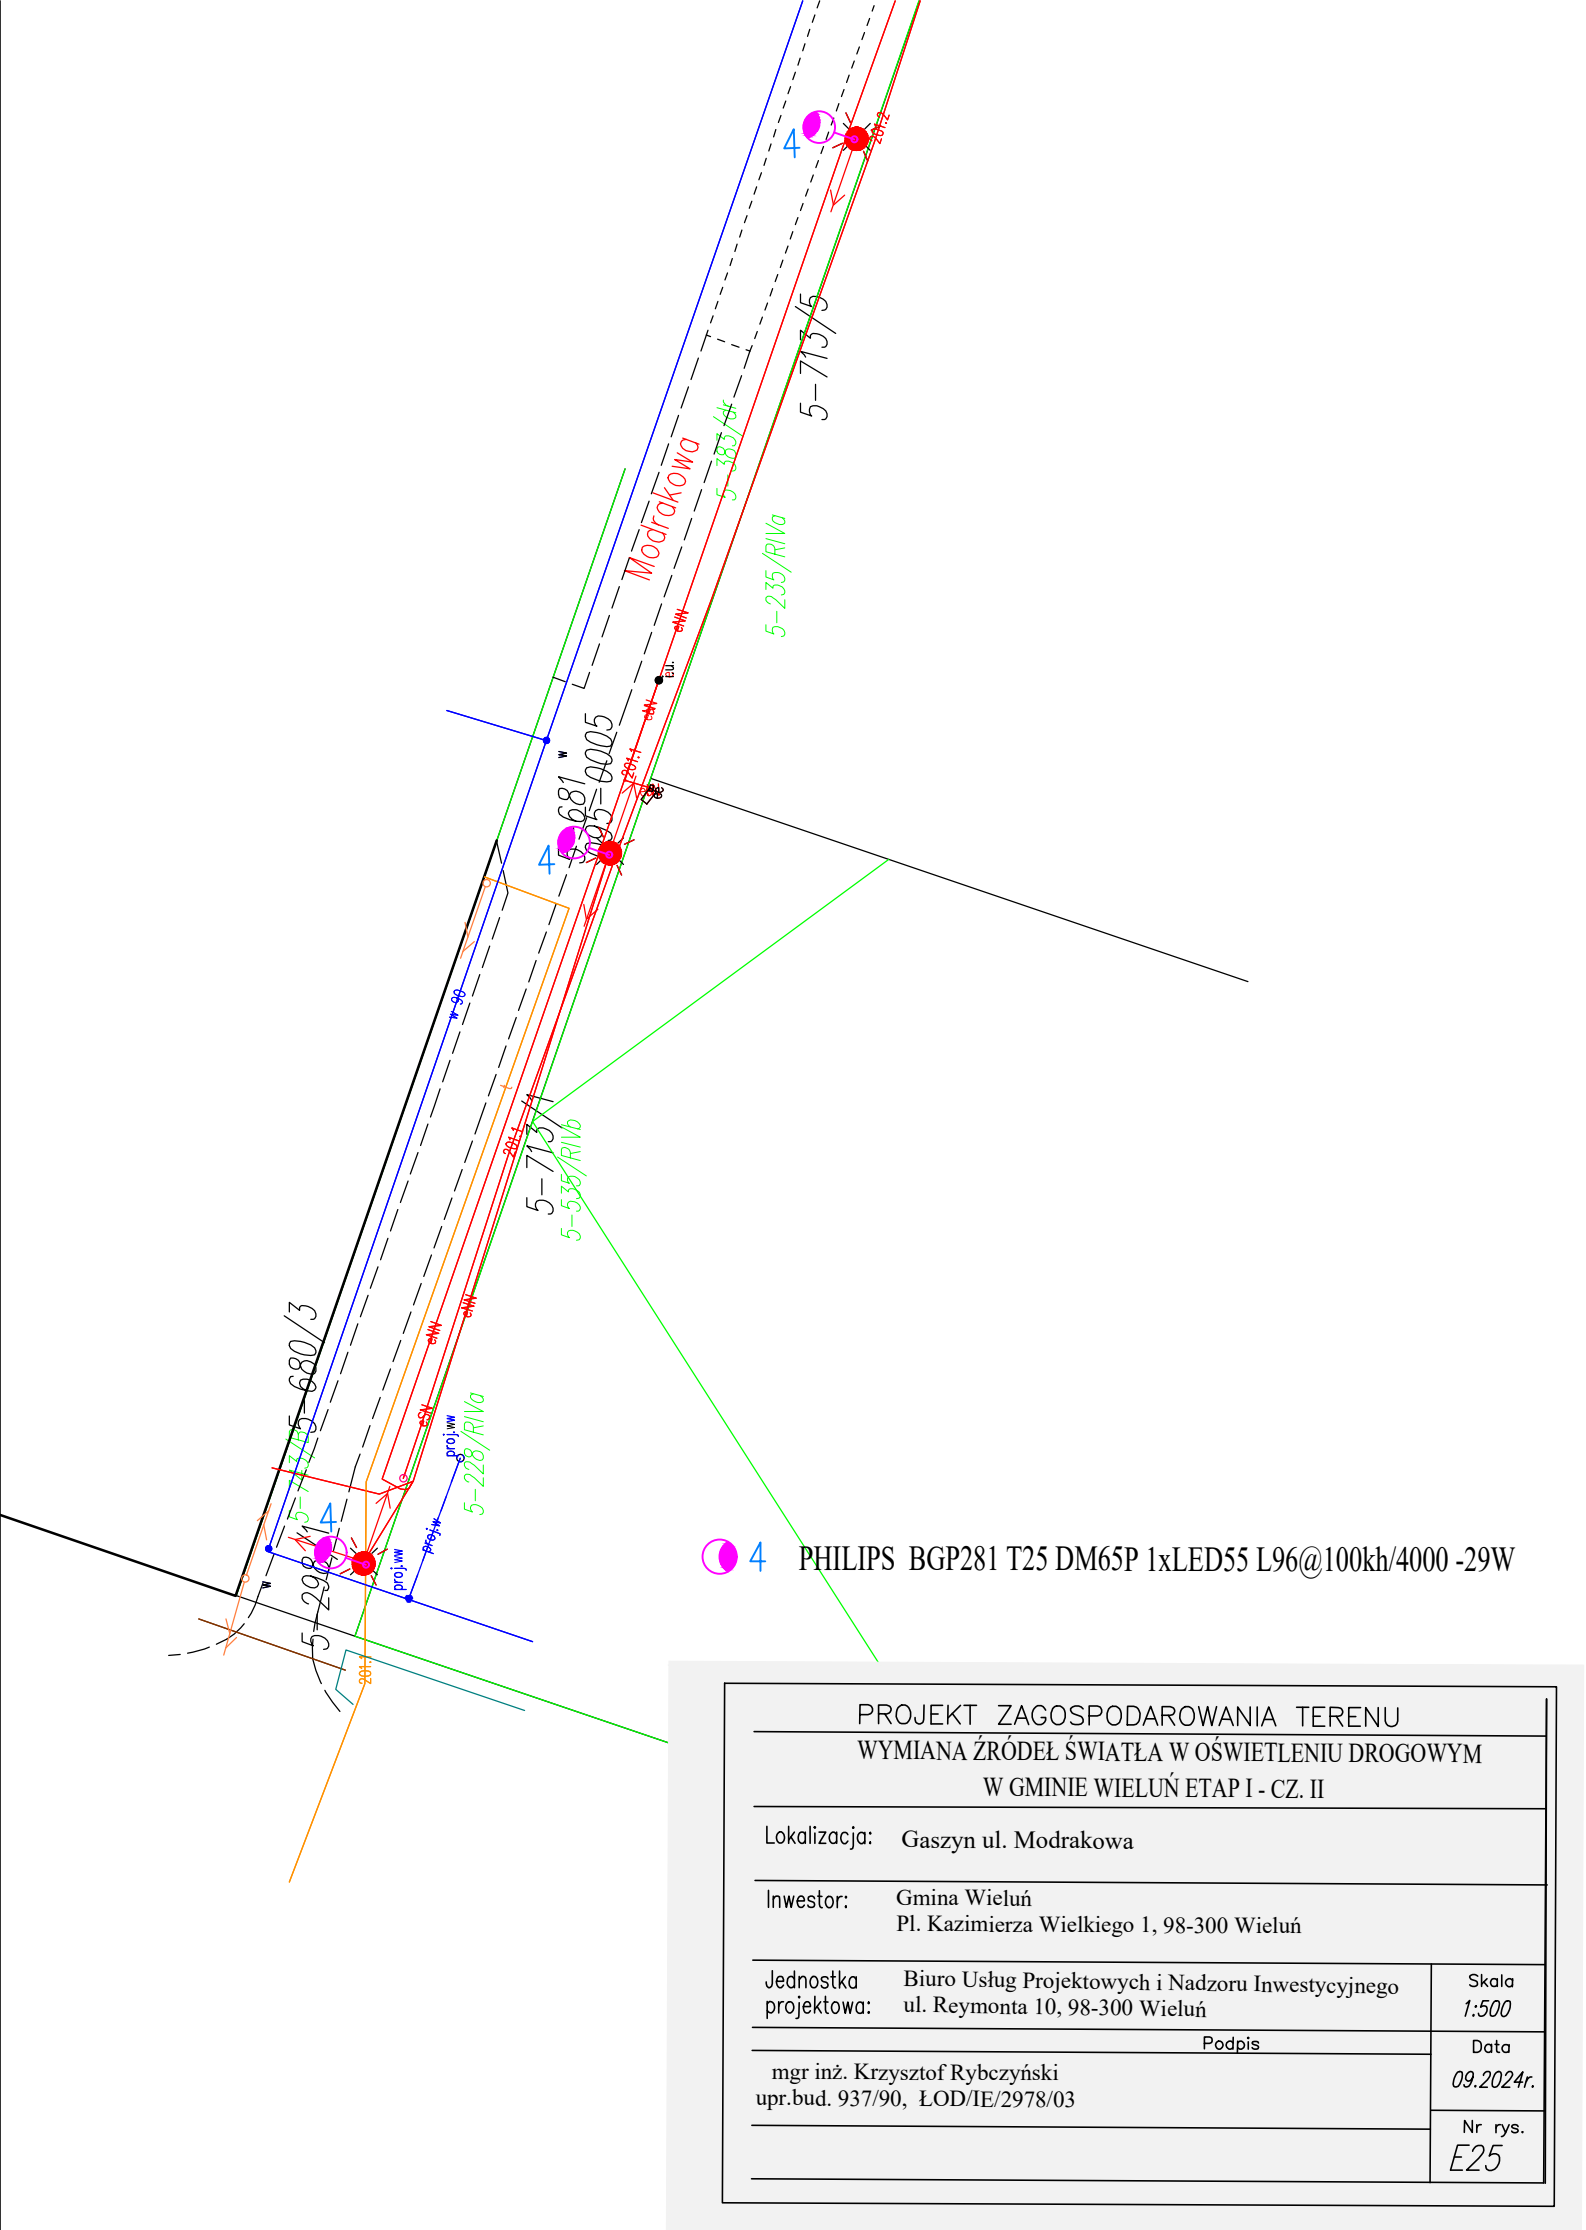 4
201.2
5-713/5
5-385/dr
Modrakowa
5-235/RIVa
eNN
eu.
eNN
w
201.1
5-681
0005
4
w 90
t
201.1
5-713/1
5-535/RIVb
5-680/3
eNN
eNN
eSN
proj.ww
5-228/RIVa
4
proj.w
proj.ww
w
201.1
4 PHILIPS BGP281 T25 DM65P 1xLED55 L96@100kh/4000 -29W
PROJEKT ZAGOSPODAROWANIA TERENU
WYMIANA ŹRÓDEŁ ŚWIATŁA W OŚWIETLENIU DROGOWYM
W GMINIE WIELUŃ ETAP I - CZ. II
Lokalizacja: Gaszyn ul. Modrakowa
Inwestor: Gmina Wieluń
Pl. Kazimierza Wielkiego 1, 98-300 Wieluń
Jednostka projektowa: Biuro Usług Projektowych i Nadzoru Inwestycyjnego
ul. Reymonta 10, 98-300 Wieluń
Skala
1:500
Podpis
Data
09.2024r.
mgr inż. Krzysztof Rybczyński
upr.bud. 937/90, ŁOD/IE/2978/03
Nr rys.
E25